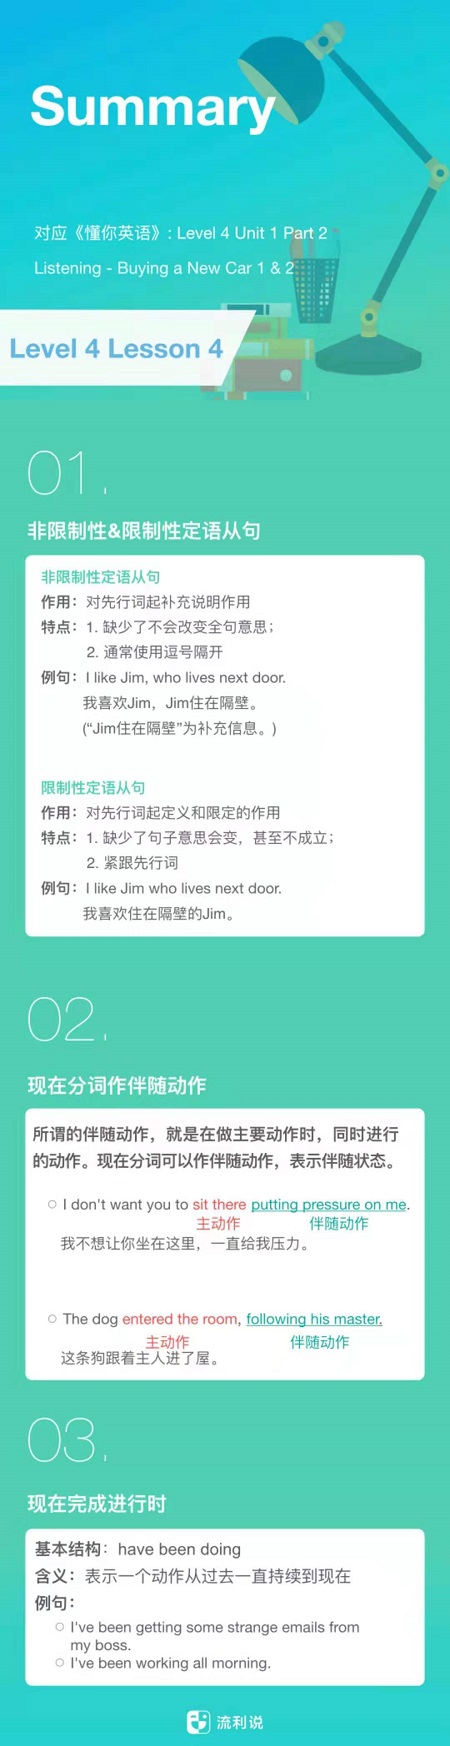 Summary
对应《懂你英语》: Level 4 Unit 1 Part 2
Listening - Buying a New Car 1 & 2
Level 4 Lesson 4
01.
非限制性&限制性定语从句
非限制性定语从句
作用：对先行词起补充说明作用
特点：1. 缺少了不会改变全句意思；
2. 通常使用逗号隔开
例句：I like Jim, who lives next door.
我喜欢Jim，Jim住在隔壁。
(“Jim住在隔壁”为补充信息。)
限制性定语从句
作用：对先行词起定义和限定的作用
特点：1. 缺少了句子意思会变，甚至不成立；
2. 紧跟先行词
例句：I like Jim who lives next door.
我喜欢住在隔壁的Jim。
02.
现在分词作伴随动作
所谓的伴随动作，就是在做主要动作时，同时进行
的动作。现在分词可以作伴随动作，表示伴随状态。
I don't want you to sit there putting pressure on me.
主动作 伴随动作
我不想让你坐在这里，一直给我压力。
The dog entered the room, following his master.
主动作 伴随动作
这条狗跟着主人进了屋。
03.
现在完成进行时
基本结构：have been doing
含义：表示一个动作从过去一直持续到现在
例句：
I've been getting some strange emails from
my boss.
I've been working all morning.
流利说